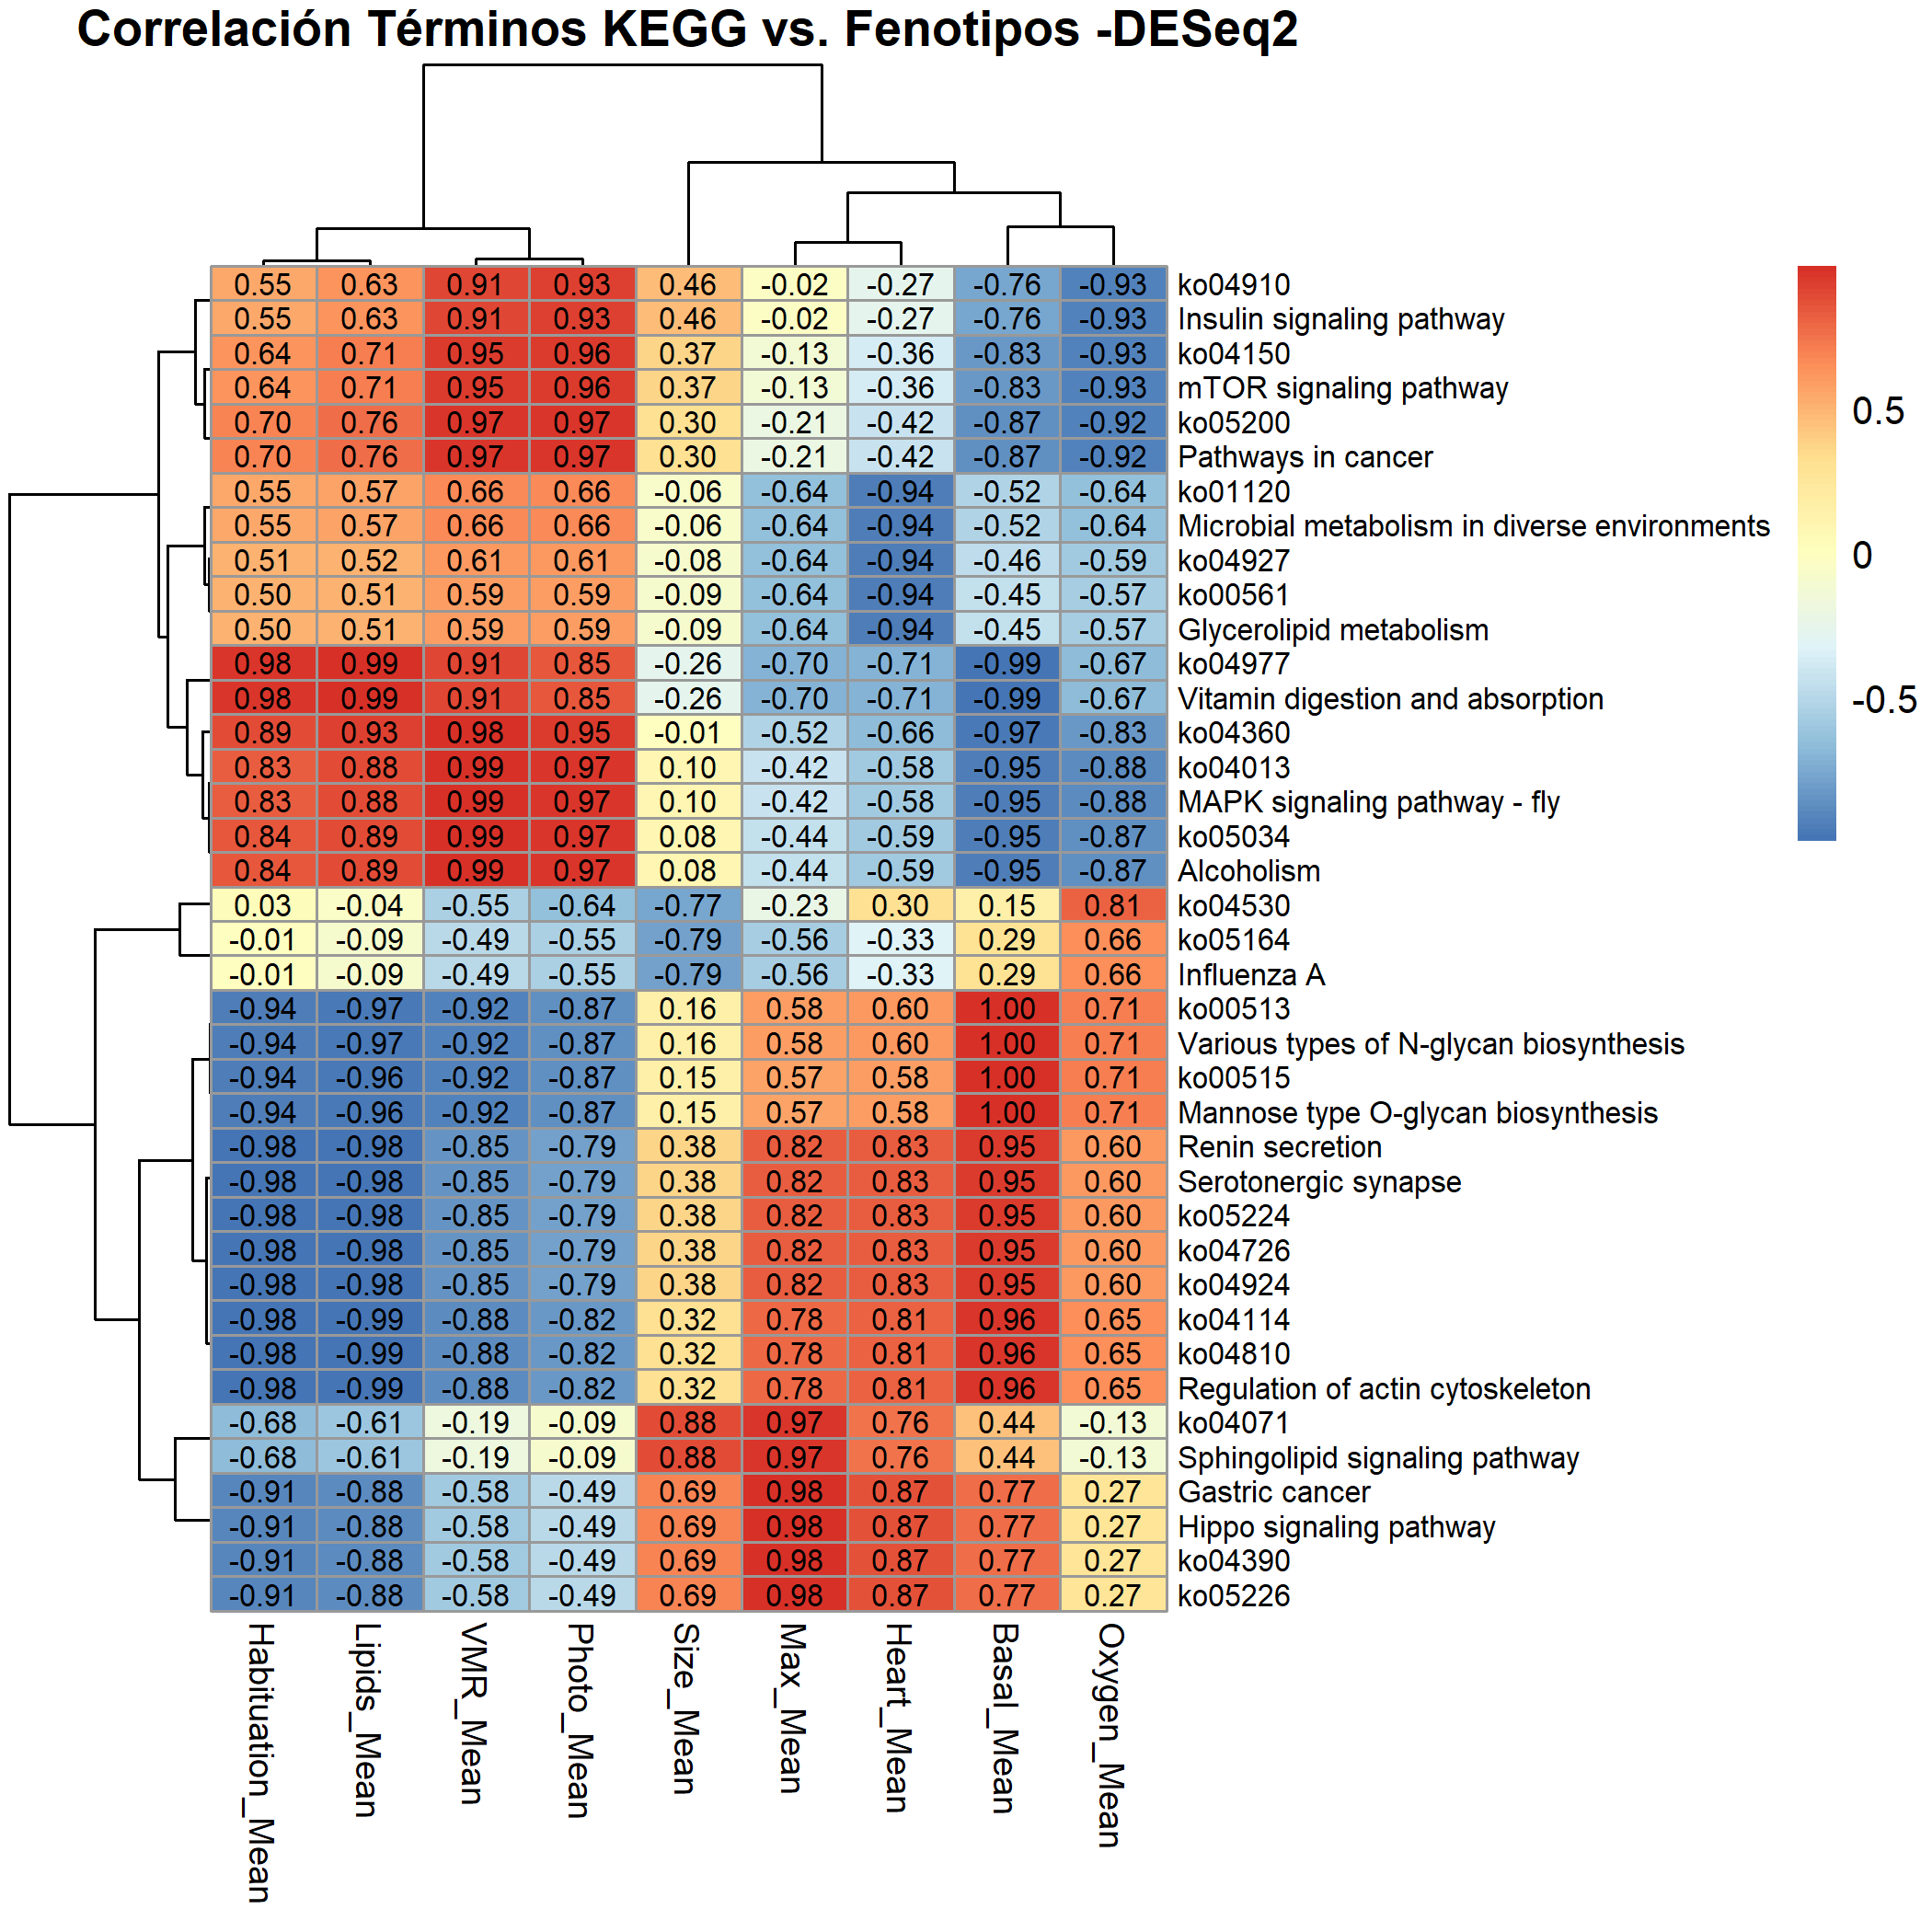 Correlación Términos KEGG vs. Fenotipos -DESeq2
0.55 0.63 0.91 0.93 0.46 -0.02 -0.27 -0.76 -0.93 ko04910
0.55 0.63 0.91 0.93 0.46 -0.02 -0.27 -0.76 -0.93 Insulin signaling pathway
0.64 0.71 0.95 0.96 0.37 -0.13 -0.36 -0.83 -0.93 ko04150
0.64 0.71 0.95 0.96 0.37 -0.13 -0.36 -0.83 -0.93 mTOR signaling pathway
0.70 0.76 0.97 0.97 0.30 -0.21 -0.42 -0.87 -0.92 ko05200
0.70 0.76 0.97 0.97 0.30 -0.21 -0.42 -0.87 -0.92 Pathways in cancer
0.55 0.57 0.66 0.66 -0.06 -0.64 -0.94 -0.52 -0.64 ko01120
0.55 0.57 0.66 0.66 -0.06 -0.64 -0.94 -0.52 -0.64 Microbial metabolism in diverse environments
0.51 0.52 0.61 0.61 -0.08 -0.64 -0.94 -0.46 -0.59 ko04927
0.50 0.51 0.59 0.59 -0.09 -0.64 -0.94 -0.45 -0.57 ko00561
0.50 0.51 0.59 0.59 -0.09 -0.64 -0.94 -0.45 -0.57 Glycerolipid metabolism
0.98 0.99 0.91 0.85 -0.26 -0.70 -0.71 -0.99 -0.67 ko04977
0.98 0.99 0.91 0.85 -0.26 -0.70 -0.71 -0.99 -0.67 Vitamin digestion and absorption
0.89 0.93 0.98 0.95 -0.01 -0.52 -0.66 -0.97 -0.83 ko04360
0.83 0.88 0.99 0.97 0.10 -0.42 -0.58 -0.95 -0.88 ko04013
0.83 0.88 0.99 0.97 0.10 -0.42 -0.58 -0.95 -0.88 MAPK signaling pathway - fly
0.84 0.89 0.99 0.97 0.08 -0.44 -0.59 -0.95 -0.87 ko05034
0.84 0.89 0.99 0.97 0.08 -0.44 -0.59 -0.95 -0.87 Alcoholism
0.03 -0.04 -0.55 -0.64 -0.77 -0.23 0.30 0.15 0.81 ko04530
-0.01 -0.09 -0.49 -0.55 -0.79 -0.56 -0.33 0.29 0.66 ko05164
-0.01 -0.09 -0.49 -0.55 -0.79 -0.56 -0.33 0.29 0.66 Influenza A
-0.94 -0.97 -0.92 -0.87 0.16 0.58 0.60 1.00 0.71 ko00513
-0.94 -0.97 -0.92 -0.87 0.16 0.58 0.60 1.00 0.71 Various types of N-glycan biosynthesis
-0.94 -0.96 -0.92 -0.87 0.15 0.57 0.58 1.00 0.71 ko00515
-0.94 -0.96 -0.92 -0.87 0.15 0.57 0.58 1.00 0.71 Mannose type O-glycan biosynthesis
-0.98 -0.98 -0.85 -0.79 0.38 0.82 0.83 0.95 0.60 Renin secretion
-0.98 -0.98 -0.85 -0.79 0.38 0.82 0.83 0.95 0.60 Serotonergic synapse
-0.98 -0.98 -0.85 -0.79 0.38 0.82 0.83 0.95 0.60 ko05224
-0.98 -0.98 -0.85 -0.79 0.38 0.82 0.83 0.95 0.60 ko04726
-0.98 -0.98 -0.85 -0.79 0.38 0.82 0.83 0.95 0.60 ko04924
-0.98 -0.99 -0.88 -0.82 0.32 0.78 0.81 0.96 0.65 ko04114
-0.98 -0.99 -0.88 -0.82 0.32 0.78 0.81 0.96 0.65 ko04810
-0.98 -0.99 -0.88 -0.82 0.32 0.78 0.81 0.96 0.65 Regulation of actin cytoskeleton
-0.68 -0.61 -0.19 -0.09 0.88 0.97 0.76 0.44 -0.13 ko04071
-0.68 -0.61 -0.19 -0.09 0.88 0.97 0.76 0.44 -0.13 Sphingolipid signaling pathway
-0.91 -0.88 -0.58 -0.49 0.69 0.98 0.87 0.77 0.27 Gastric cancer
-0.91 -0.88 -0.58 -0.49 0.69 0.98 0.87 0.77 0.27 Hippo signaling pathway
-0.91 -0.88 -0.58 -0.49 0.69 0.98 0.87 0.77 0.27 ko04390
-0.91 -0.88 -0.58 -0.49 0.69 0.98 0.87 0.77 0.27 ko05226
Habituation_Mean
Lipids_Mean
VMR_Mean
Photo_Mean
Size_Mean
Max_Mean
Heart_Mean
Basal_Mean
Oxygen_Mean
0.5
0
-0.5